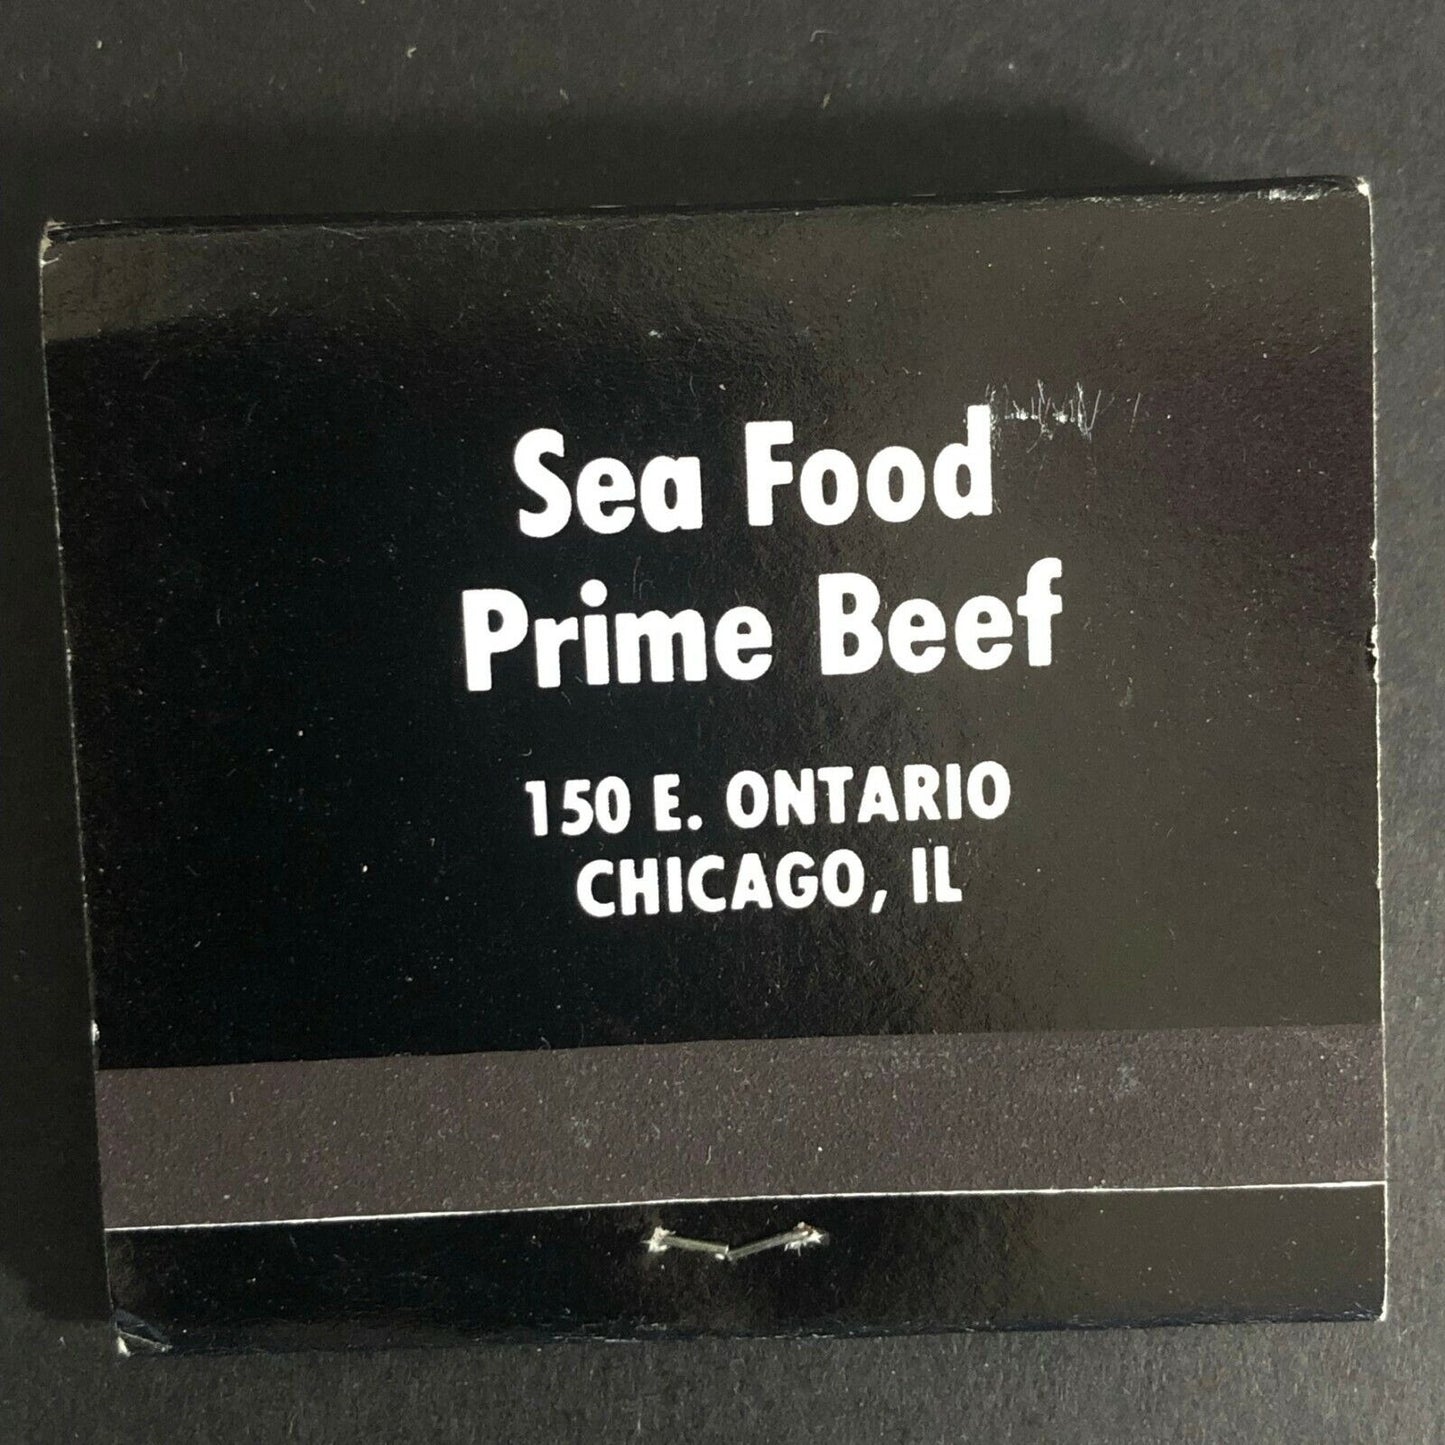 Sea Food
Prime Beef
150 E. ONTARIO
CHICAGO, IL